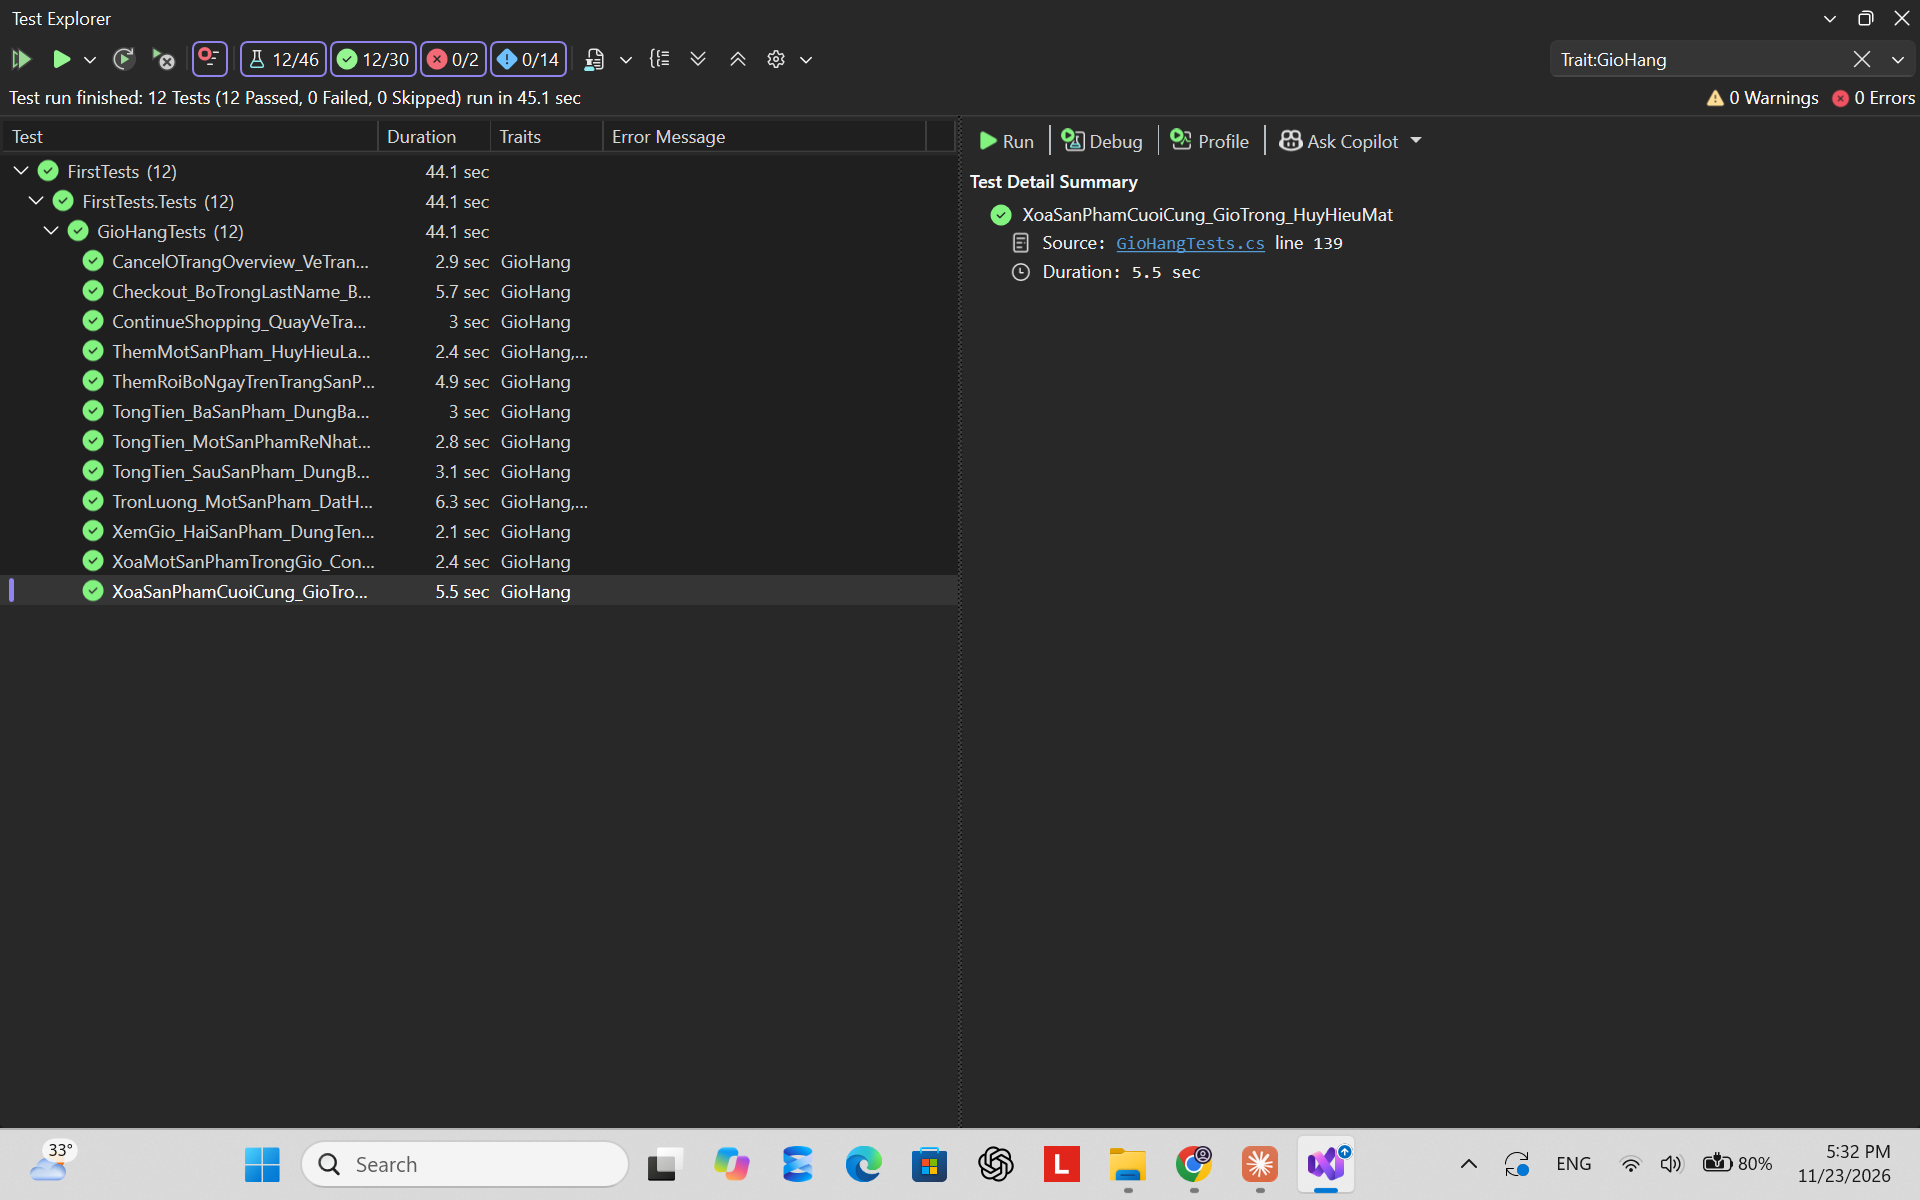 Test Explorer
12/46 12/30 0/2 0/14 Trait:GioHang
Test run finished: 12 Tests (12 Passed, 0 Failed, 0 Skipped) run in 45.1 sec 0 Warnings 0 Errors
Test Duration Traits Error Message
FirstTests (12) 44.1 sec
FirstTests.Tests (12) 44.1 sec
GioHangTests (12) 44.1 sec
CancelOTrangOverview_VeTran... 2.9 sec GioHang
Checkout_BoTrongLastName_B... 5.7 sec GioHang
ContinueShopping_QuayVeTra... 3 sec GioHang
ThemMotSanPham_HuyHieuLa... 2.4 sec GioHang,...
ThemRoiBoNgayTrenTrangSanP... 4.9 sec GioHang
TongTien_BaSanPham_DungBa... 3 sec GioHang
TongTien_MotSanPhamReNhat... 2.8 sec GioHang
TongTien_SauSanPham_DungB... 3.1 sec GioHang
TronLuong_MotSanPham_DatH... 6.3 sec GioHang,...
XemGio_HaiSanPham_DungTen... 2.1 sec GioHang
XoaMotSanPhamTrongGio_Con... 2.4 sec GioHang
XoaSanPhamCuoiCung_GioTro... 5.5 sec GioHang
Run Debug Profile Ask Copilot
Test Detail Summary
XoaSanPhamCuoiCung_GioTrong_HuyHieuMat
Source: GioHangTests.cs line 139
Duration: 5.5 sec
33°
Search
L
ENG
80%
5:32 PM
11/23/2026